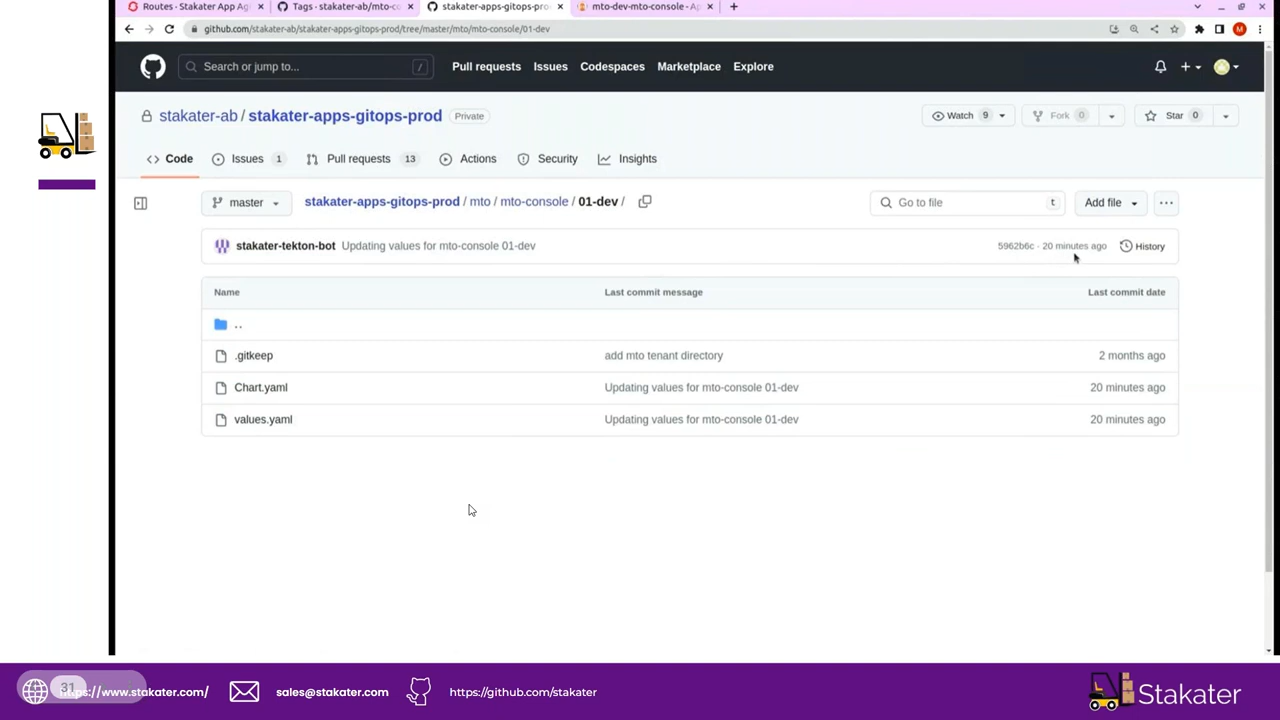 Routes · Stakater App Ag
Tags · stakater-ab/mto-c
stakater-apps-gitops-pro
mto-dev-mto-console - Ap
github.com/stakater-ab/stakater-apps-gitops-prod/tree/master/mto/mto-console/01-dev
M
Search or jump to...
/
Pull requests
Issues
Codespaces
Marketplace
Explore
stakater-ab / stakater-apps-gitops-prod
Private
Watch 9
Fork 0
Star 0
Code
Issues 1
Pull requests 13
Actions
Security
Insights
master
stakater-apps-gitops-prod / mto / mto-console / 01-dev /
Go to file
t
Add file
stakater-tekton-bot Updating values for mto-console 01-dev
5962b6c · 20 minutes ago
History
Name Last commit message Last commit date
..
.gitkeep add mto tenant directory 2 months ago
Chart.yaml Updating values for mto-console 01-dev 20 minutes ago
values.yaml Updating values for mto-console 01-dev 20 minutes ago
31
https://www.stakater.com/
sales@stakater.com
https://github.com/stakater
Stakater